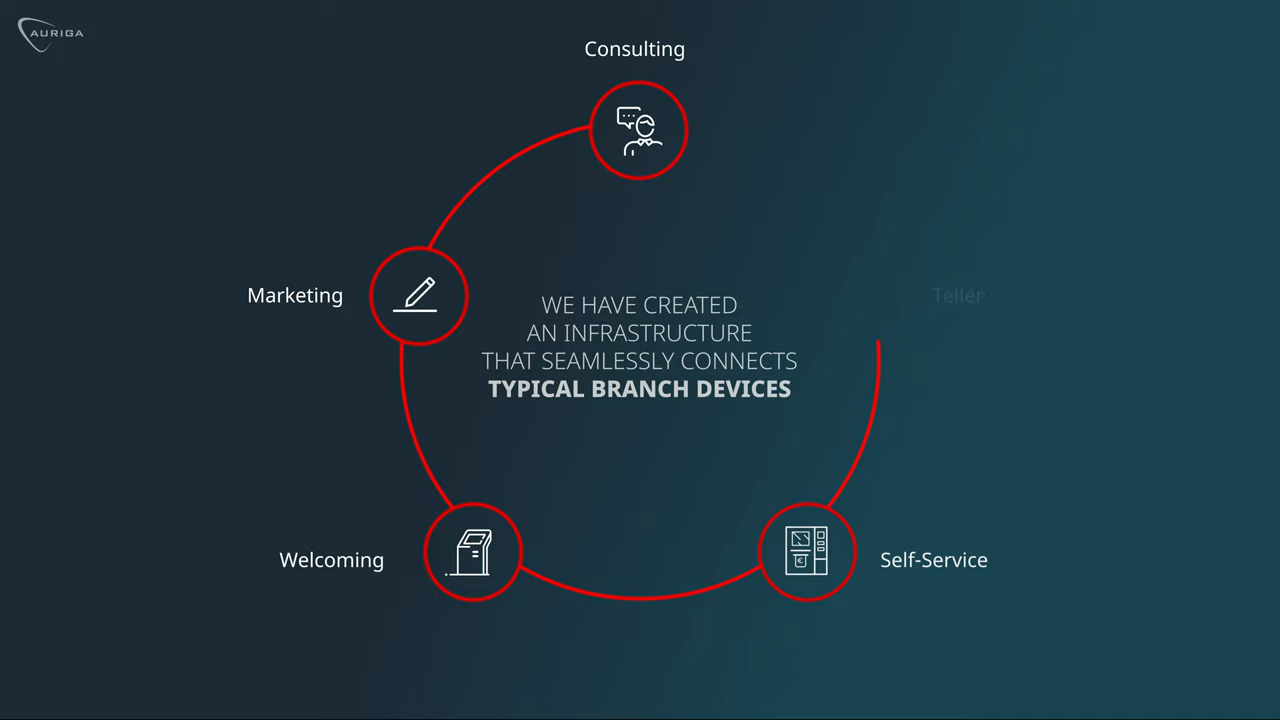 AURIGA
Consulting
Marketing
WE HAVE CREATED
AN INFRASTRUCTURE
THAT SEAMLESSLY CONNECTS
TYPICAL BRANCH DEVICES
Teller
Welcoming
Self-Service